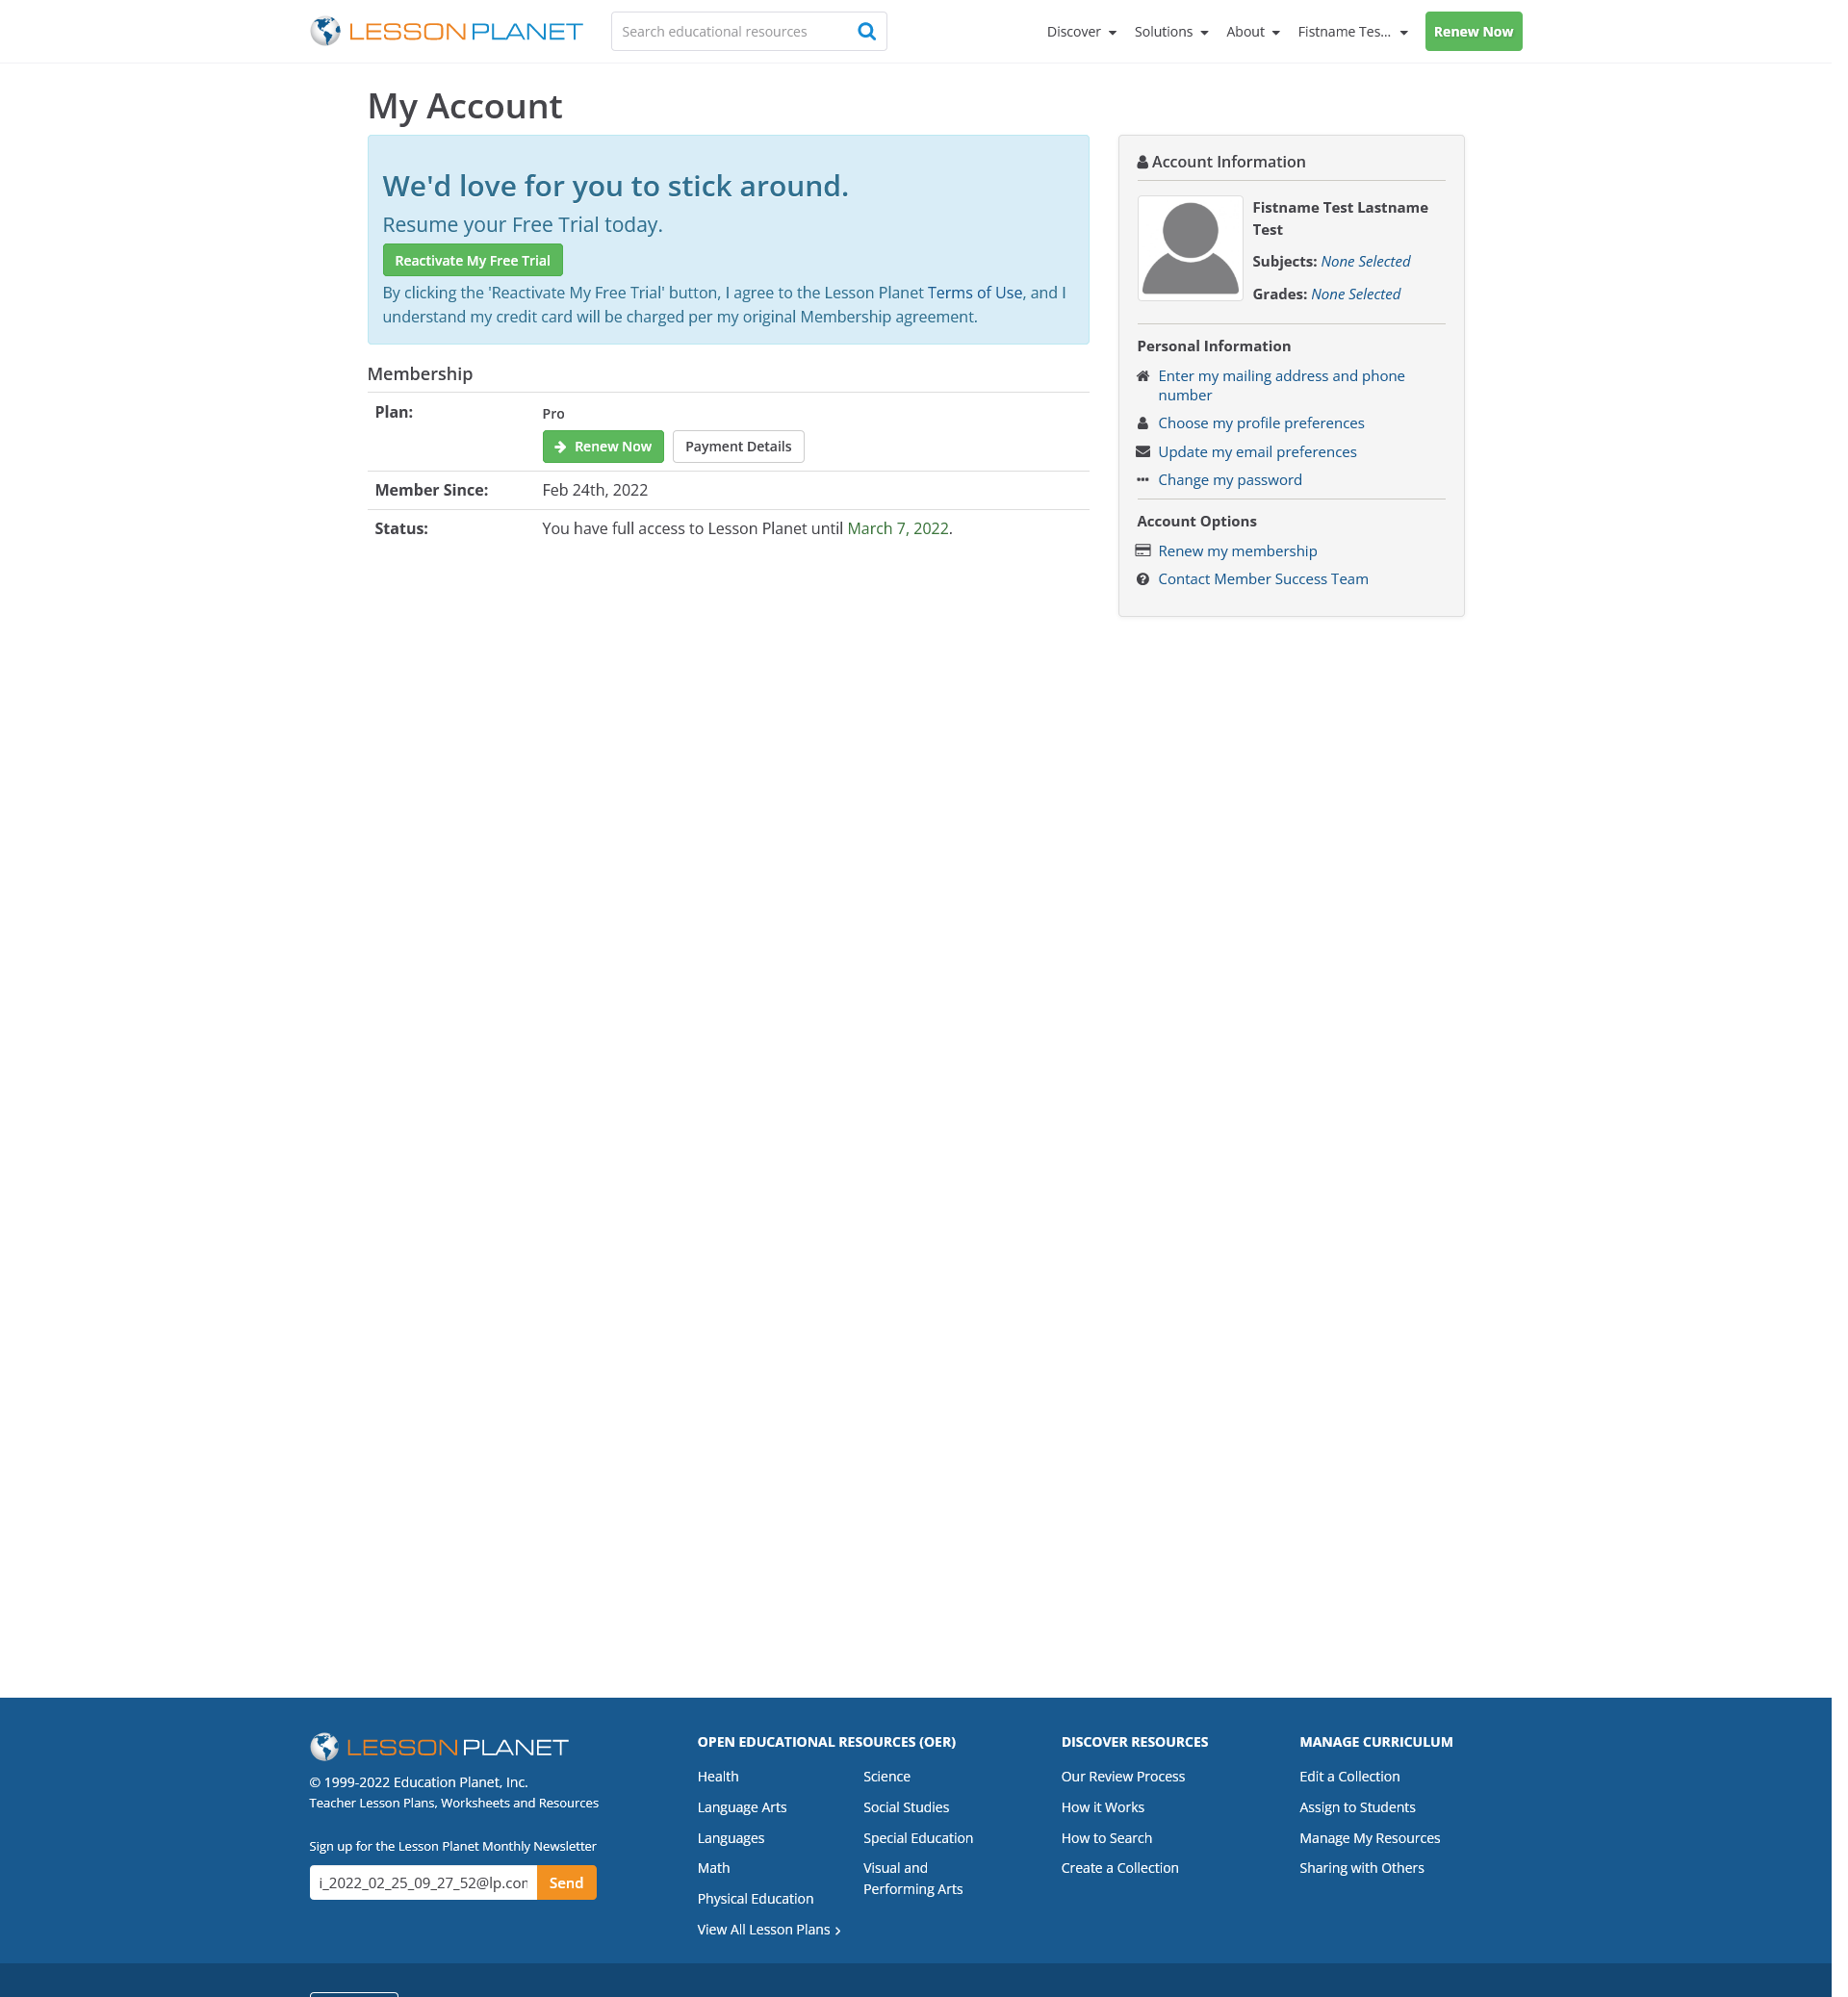 LESSON PLANET
Search educational resources
Discover
Solutions
About
Fistname Tes...
Renew Now
My Account
We'd love for you to stick around.
Resume your Free Trial today.
Reactivate My Free Trial
By clicking the 'Reactivate My Free Trial' button, I agree to the Lesson Planet Terms of Use, and I
understand my credit card will be charged per my original Membership agreement.
Membership
Plan:
Pro
Renew Now
Payment Details
Member Since:
Feb 24th, 2022
Status:
You have full access to Lesson Planet until March 7, 2022.
Account Information
Fistname Test Lastname
Test
Subjects: None Selected
Grades: None Selected
Personal Information
Enter my mailing address and phone
number
Choose my profile preferences
Update my email preferences
Change my password
Account Options
Renew my membership
Contact Member Success Team
LESSON PLANET
© 1999-2022 Education Planet, Inc.
Teacher Lesson Plans, Worksheets and Resources
Sign up for the Lesson Planet Monthly Newsletter
i_2022_02_25_09_27_52@lp.com
Send
OPEN EDUCATIONAL RESOURCES (OER)
Health
Language Arts
Languages
Math
Physical Education
View All Lesson Plans
Science
Social Studies
Special Education
Visual and
Performing Arts
DISCOVER RESOURCES
Our Review Process
How it Works
How to Search
Create a Collection
MANAGE CURRICULUM
Edit a Collection
Assign to Students
Manage My Resources
Sharing with Others